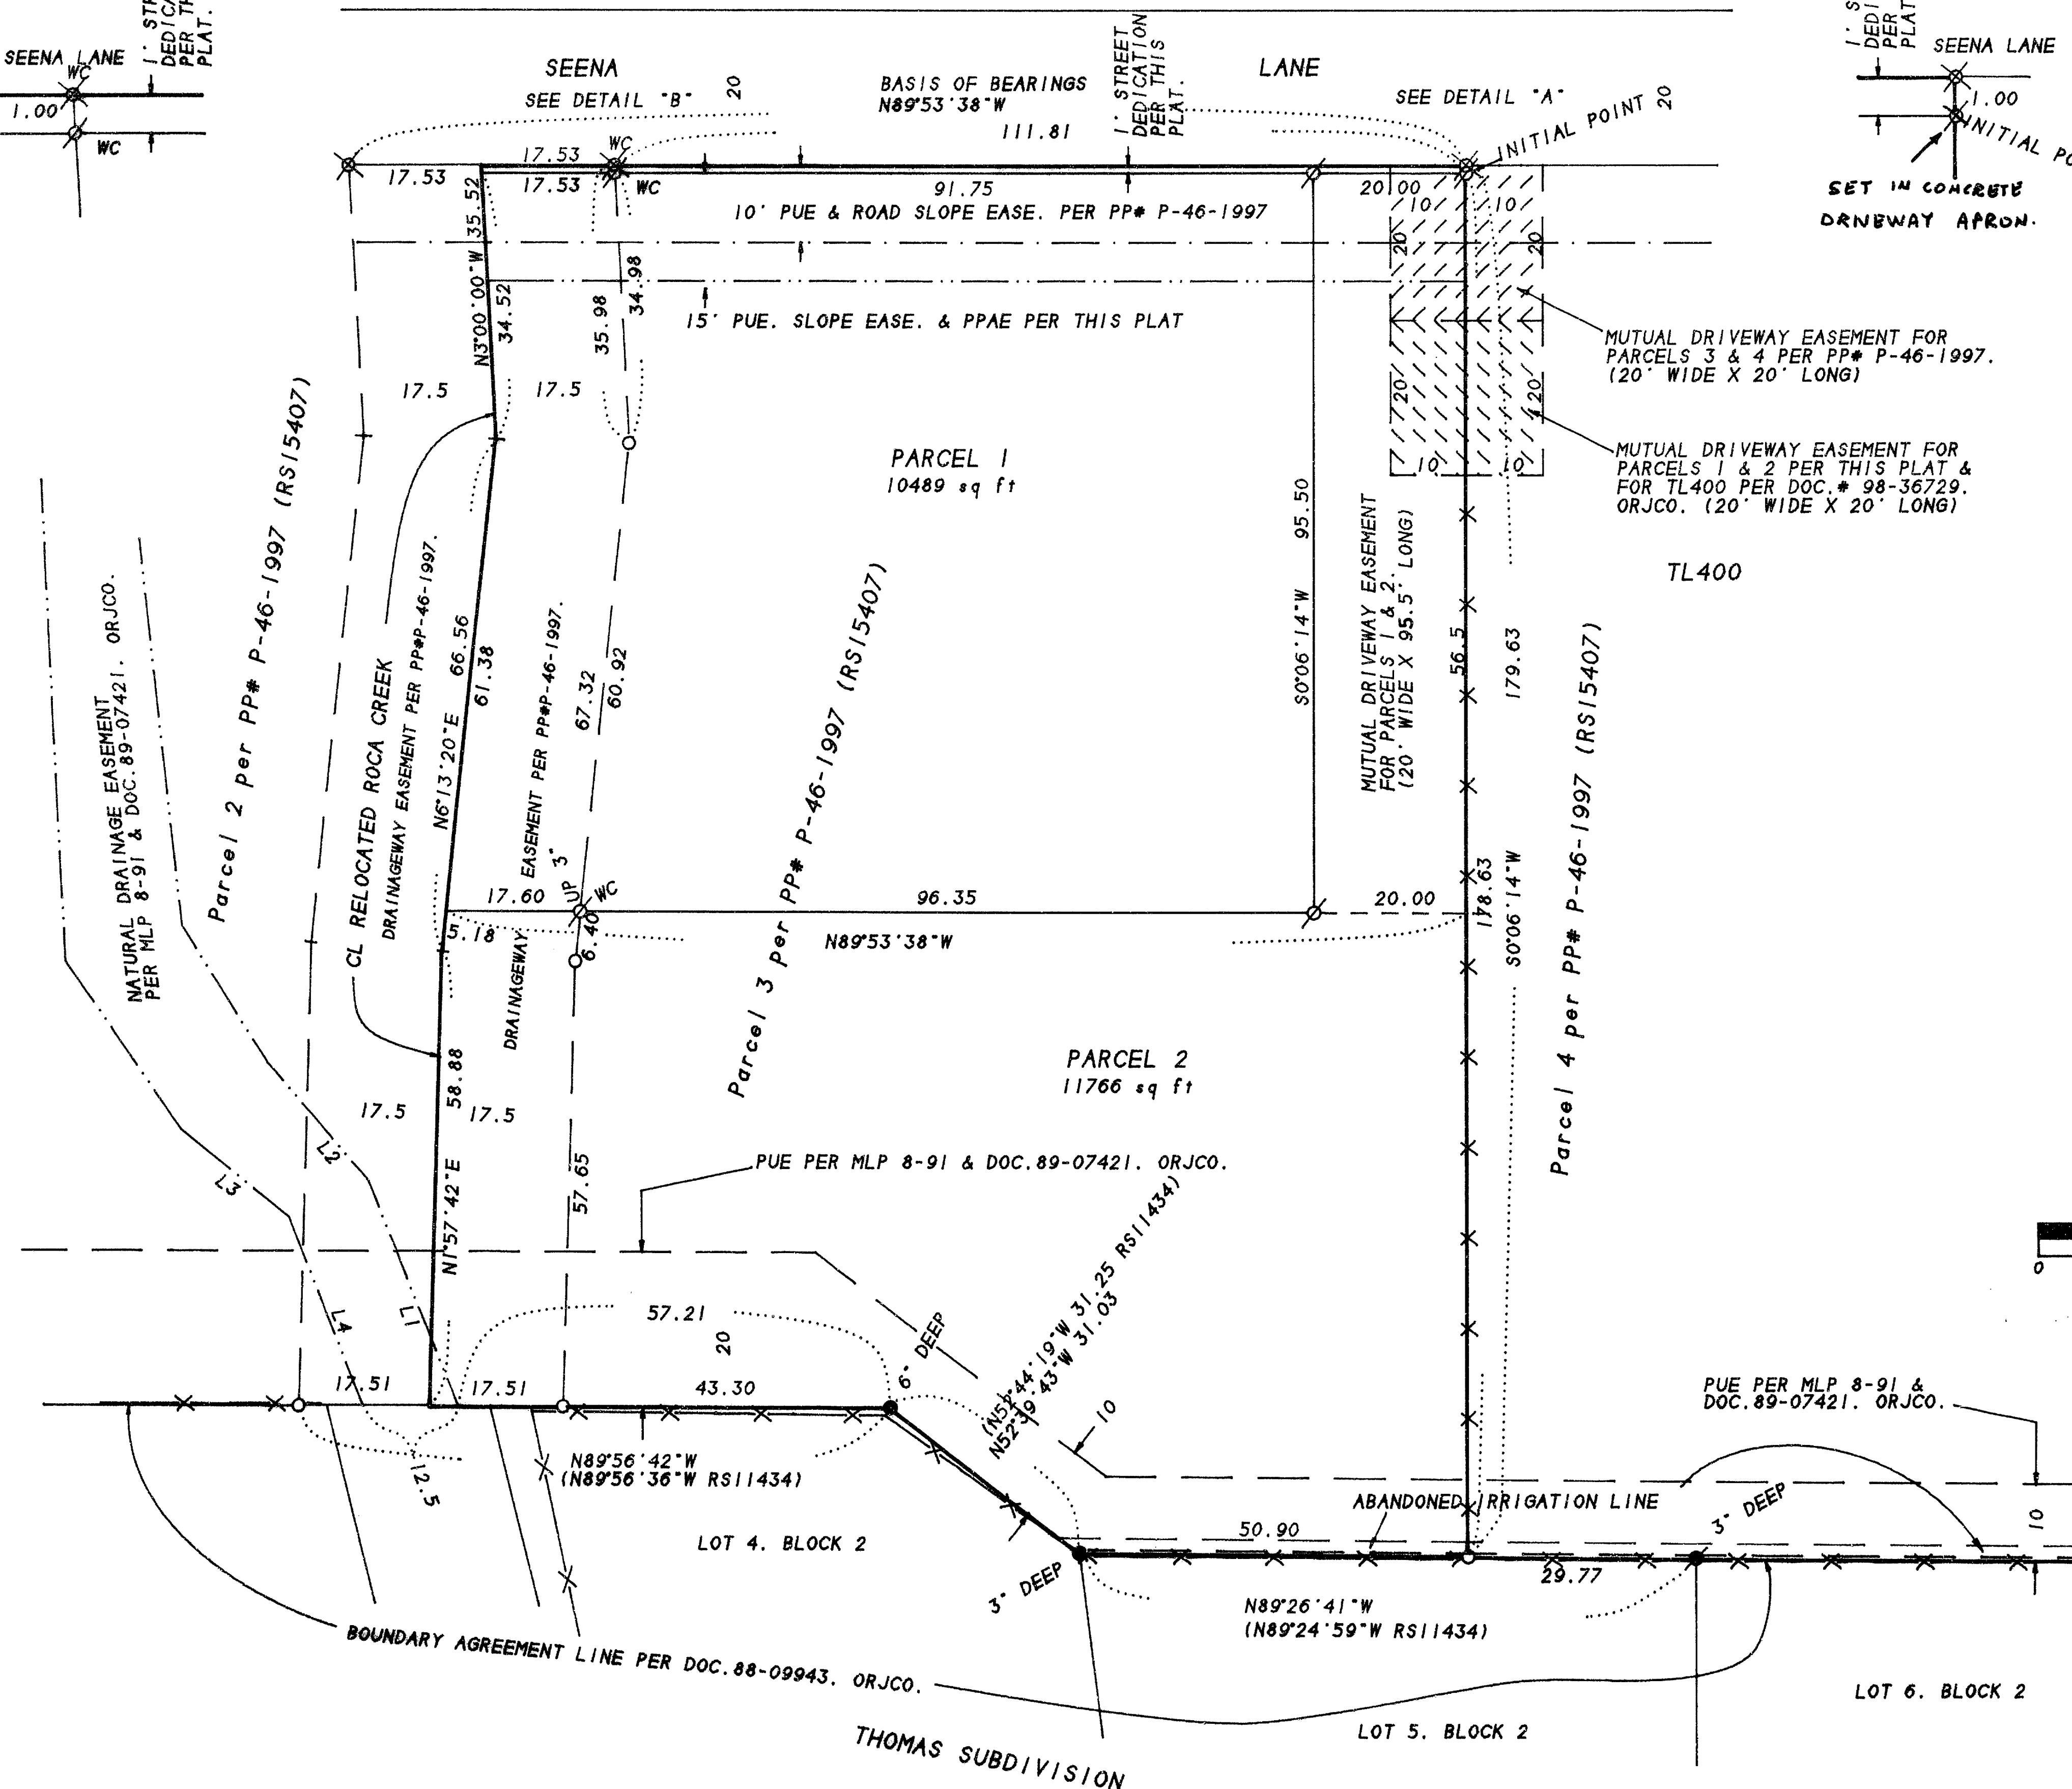 SEENA LANE
WC
1.00
WC
PLAT.
SEENA
LANE
SEE DETAIL "B"
20
BASIS OF BEARINGS
N89°53'38"W
111.81
1' STREET
DEDICATION
PER THIS
PLAT.
SEE DETAIL "A"
INITIAL POINT
20
SEENA LANE
PLAT
1.00
SET IN CONCRETE
DRIVEWAY APRON.
17.53
WC
17.53
17.53
WC
91.75
20.00
10
10
10' PUE & ROAD SLOPE EASE. PER PP# P-46-1997
20
20
N3°00'00"W 35.52
34.52
35.98
34.98
15' PUE. SLOPE EASE. & PPAE PER THIS PLAT
MUTUAL DRIVEWAY EASEMENT FOR
PARCELS 3 & 4 PER PP# P-46-1997.
(20' WIDE X 20' LONG)
20
20
17.5
17.5
MUTUAL DRIVEWAY EASEMENT FOR
PARCELS 1 & 2 PER THIS PLAT &
FOR TL400 PER DOC.# 98-36729.
ORJCO. (20' WIDE X 20' LONG)
10
10
PARCEL 1
10489 sq ft
TL400
NATURAL DRAINAGE EASEMENT
PER MLP 8-91 & DOC.89-07421. ORJCO.
Parcel 2 per PP# P-46-1997 (RS15407)
CL RELOCATED ROCA CREEK
DRAINAGEWAY EASEMENT PER PP#P-46-1997.
N6°13'20"E
66.56
61.38
DRAINAGEWAY EASEMENT PER PP#P-46-1997.
67.32
60.92
Parcel 3 per PP# P-46-1997 (RS15407)
S0°06'14"W 95.50
MUTUAL DRIVEWAY EASEMENT
FOR PARCELS 1 & 2.
(20' WIDE X 95.5' LONG)
56.5
179.63
178.63
S0°06'14"W
Parcel 4 per PP# P-46-1997 (RS15407)
17.60
UP 3"
WC
96.35
20.00
5.18
6.40
N89°53'38"W
PARCEL 2
11766 sq ft
17.5
58.88
17.5
N1°57'42"E
57.65
PUE PER MLP 8-91 & DOC.89-07421. ORJCO.
L2
L3
L4
L1
57.21
20
6" DEEP
N52°39'43"W 31.03
17.51
17.51
43.30
10
12.5
N89°56'42"W
(N89°56'36"W RS11434)
PUE PER MLP 8-91 &
DOC.89-07421. ORJCO.
ABANDONED IRRIGATION LINE
LOT 4. BLOCK 2
50.90
3" DEEP
10
3" DEEP
29.77
N89°26'41"W
(N89°24'59"W RS11434)
BOUNDARY AGREEMENT LINE PER DOC.88-09943. ORJCO.
LOT 6. BLOCK 2
LOT 5. BLOCK 2
THOMAS SUBDIVISION
0